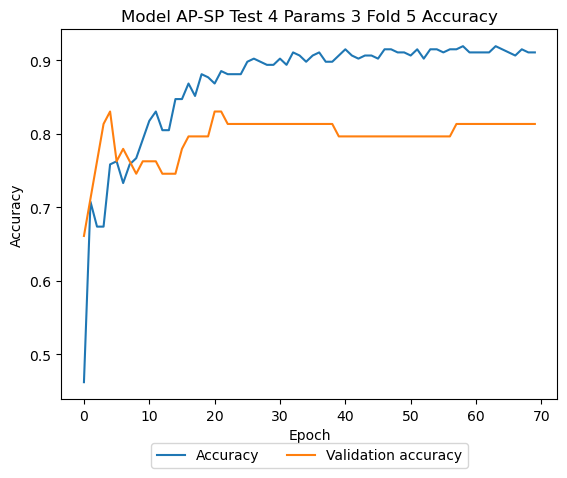 Model AP-SP Test 4 Params 3 Fold 5 Accuracy
Accuracy
0.9
0.8
0.7
0.6
0.5
0 10 20 30 40 50 60 70
Epoch
Accuracy Validation accuracy